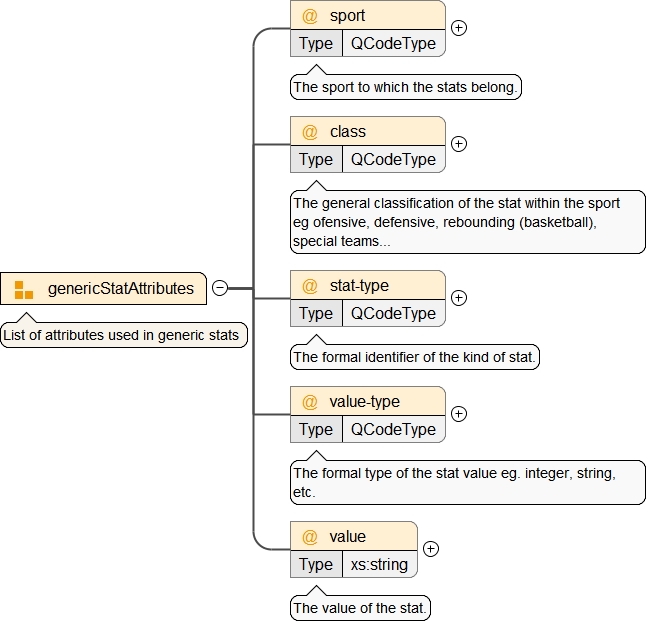 @ sport
Type QCodeType
The sport to which the stats belong.
@ class
Type QCodeType
The general classification of the stat within the sport
eg ofensive, defensive, rebounding (basketball),
special teams...
genericStatAttributes
List of attributes used in generic stats
@ stat-type
Type QCodeType
The formal identifier of the kind of stat.
@ value-type
Type QCodeType
The formal type of the stat value eg. integer, string,
etc.
@ value
Type xs:string
The value of the stat.